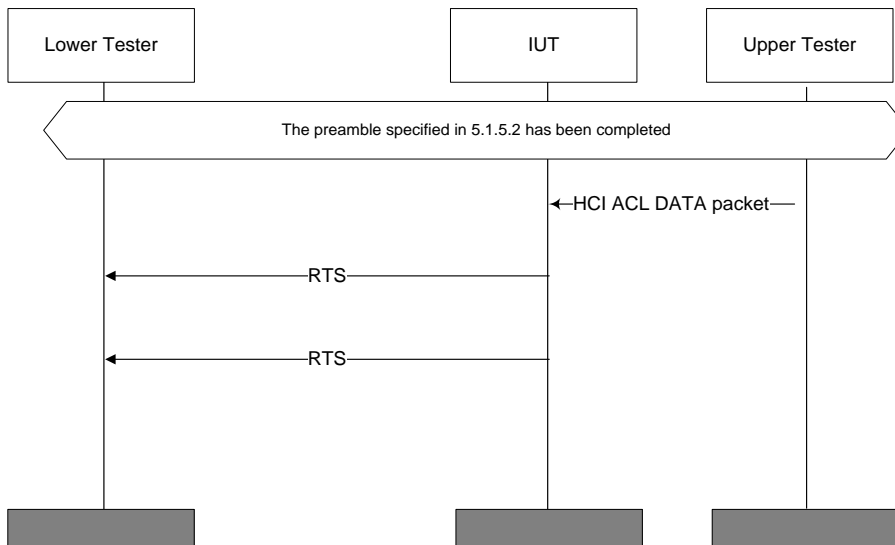 Lower Tester
IUT
Upper Tester
The preamble specified in 5.1.5.2 has been completed
HCI ACL DATA packet
RTS
RTS